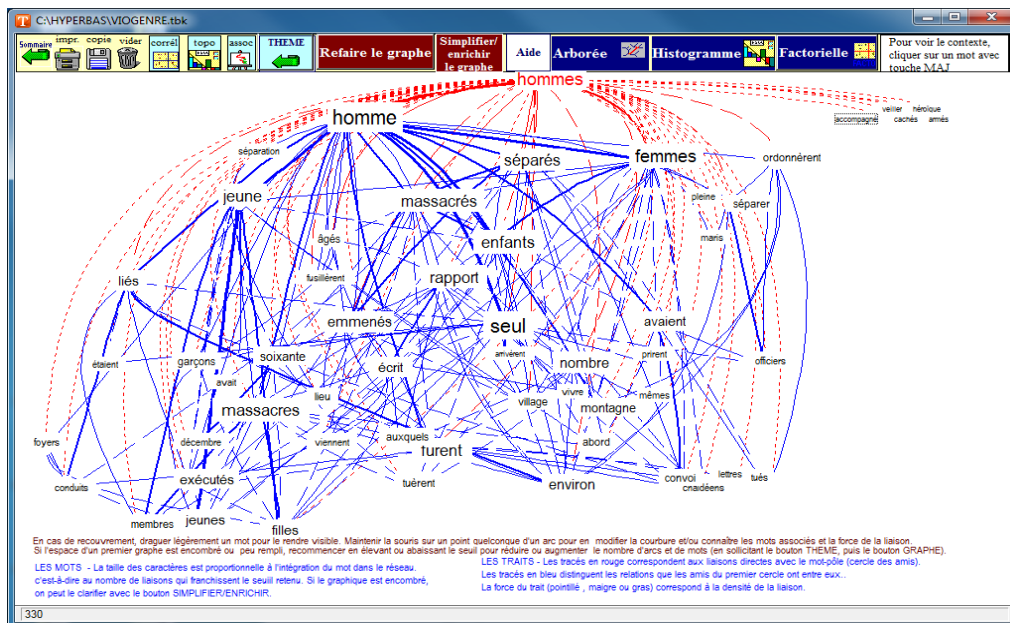 C:\HYPERBAS\VIOGENRE.tbk
Sommaire impr. copie vider corrél topo assoc THEME Refaire le graphe Simplifier/ enrichir le graphe Aide Arborée Histogramme Factorielle Pour voir le contexte, cliquer sur un mot avec touche MAJ
hommes
veiller héroïque
accompagné cachés armés
homme
séparation séparés femmes ordonnèrent
jeune massacrés pleine séparer
âgés enfants maris
liés fusillèrent rapport
emmenés seul avaient
étaient garçons soixante écrit arrivèrent nombre prirent officiers
avait lieu vivre mêmes
massacres village montagne
foyers décembre viennent auxquels abord
furent
conduits exécutés tuèrent environ convoi lettres tués
cnaidéens
membres jeunes filles
En cas de recouvrement, draguer légèrement un mot pour le rendre visible. Maintenir la souris sur un point quelconque d'un arc pour en modifier la courbure et/ou connaître les mots associés et la force de la liaison.
Si l'espace d'un premier graphe est encombré ou peu rempli, recommencer en élevant ou abaissant le seuil pour réduire ou augmenter le nombre d'arcs et de mots (en sollicitant le bouton THEME, puis le bouton GRAPHE).
LES MOTS - La taille des caractères est proportionnelle à l'intégration du mot dans le réseau.
c'est-à-dire au nombre de liaisons qui franchissent le seuil retenu. Si le graphique est encombré,
on peut le clarifier avec le bouton SIMPLIFIER/ENRICHIR.
LES TRAITS - Les tracés en rouge correspondent aux liaisons directes avec le mot-pôle (cercle des amis).
Les tracés en bleu distinguent les relations que les amis du premier cercle ont entre eux..
La force du trait (pointillé , maigre ou gras) correspond à la densité de la liaison.
330